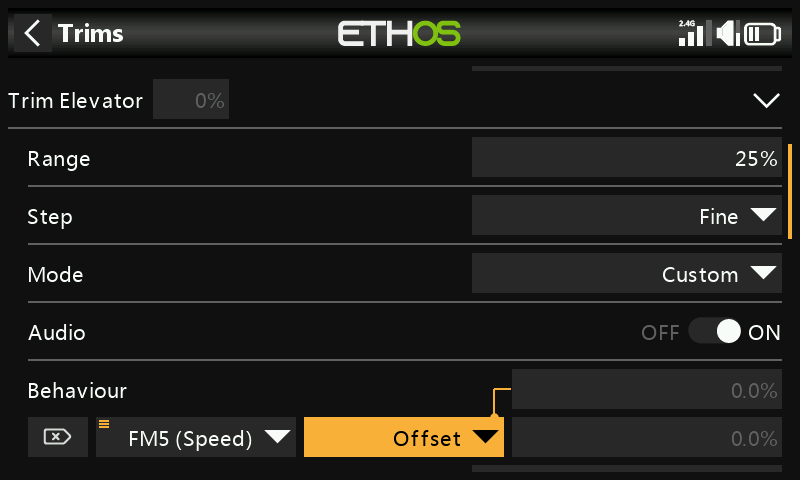 Trims
ETHOS
2.4G
Trim Elevator 0%
Range 25%
Step Fine
Mode Custom
Audio OFF ON
Behaviour 0.0%
FM5 (Speed) Offset 0.0%